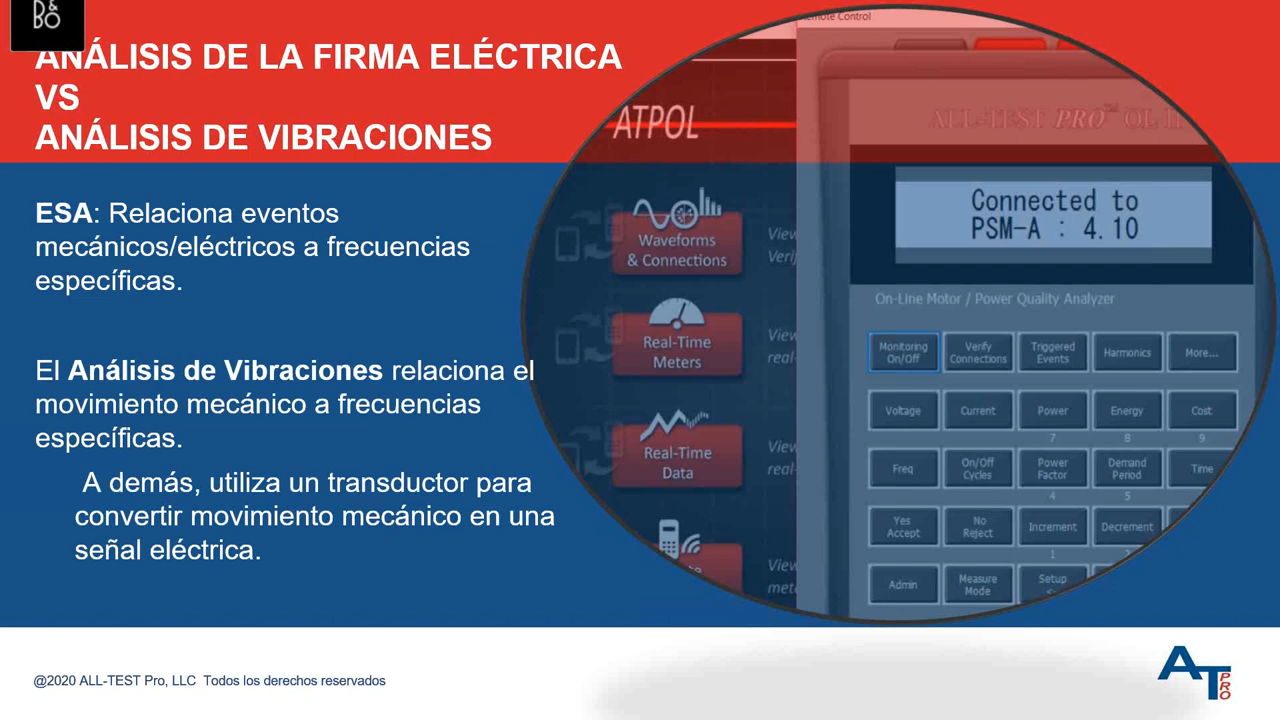 B&O
ANÁLISIS DE LA FIRMA ELÉCTRICA
VS
ANÁLISIS DE VIBRACIONES
ESA: Relaciona eventos
mecánicos/eléctricos a frecuencias
específicas.
El Análisis de Vibraciones relaciona el
movimiento mecánico a frecuencias
específicas.
A demás, utiliza un transductor para
convertir movimiento mecánico en una
señal eléctrica.
Remote Control
ATPOL
Waveforms
& Connections
View
Real-Time
Meters
View
Real-Time
Data
View
View
ALL-TEST PRO™ OL II
Connected to
PSM-A : 4.10
On-Line Motor / Power Quality Analyzer
Monitoring
On/Off
Verify
Connections
Triggered
Events
Harmonics
More...
Voltage
Current
Power
Energy
Cost
7
8
9
Freq
On/Off
Cycles
Power
Factor
Demand
Period
Time
4
5
Yes
Accept
No
Reject
Increment
Decrement
1
Admin
Measure
Mode
Setup
@2020 ALL-TEST Pro, LLC Todos los derechos reservados
AT
PRO